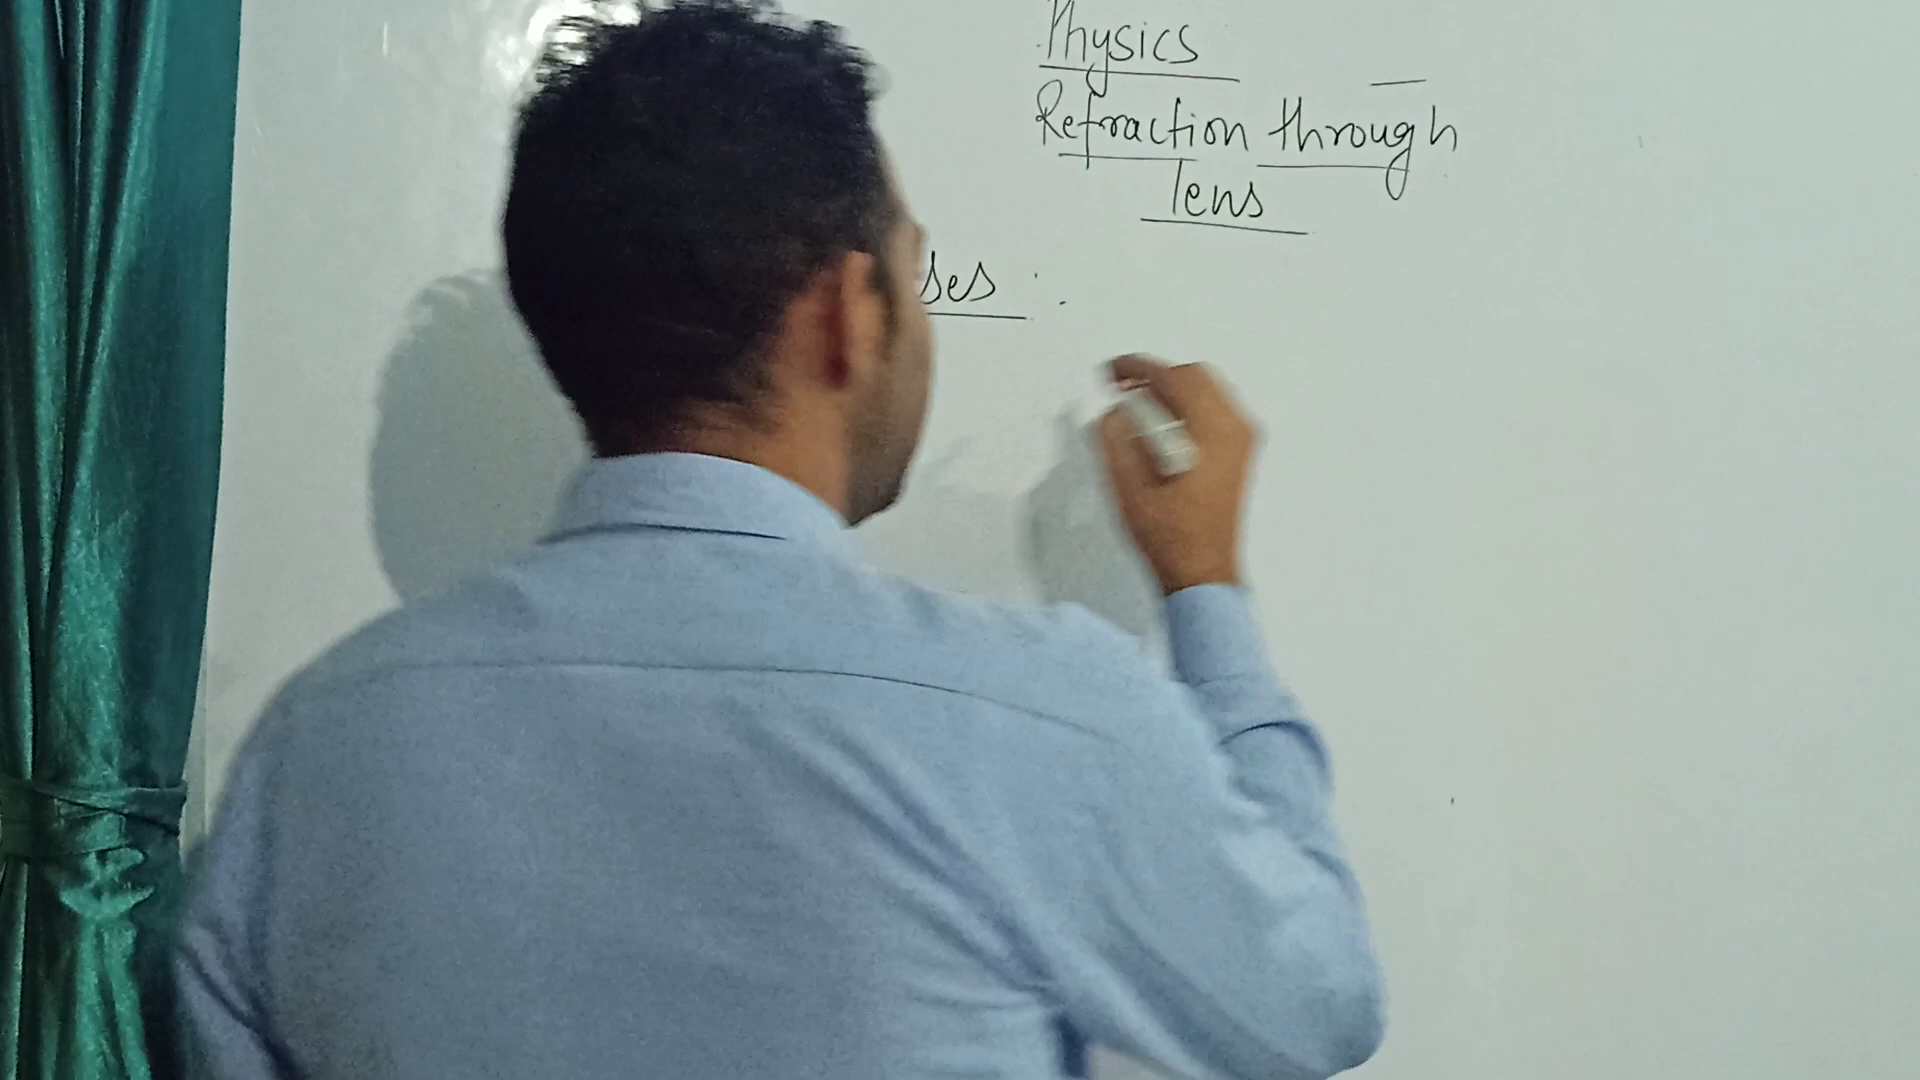 Physics
Refraction through
lens
ses :